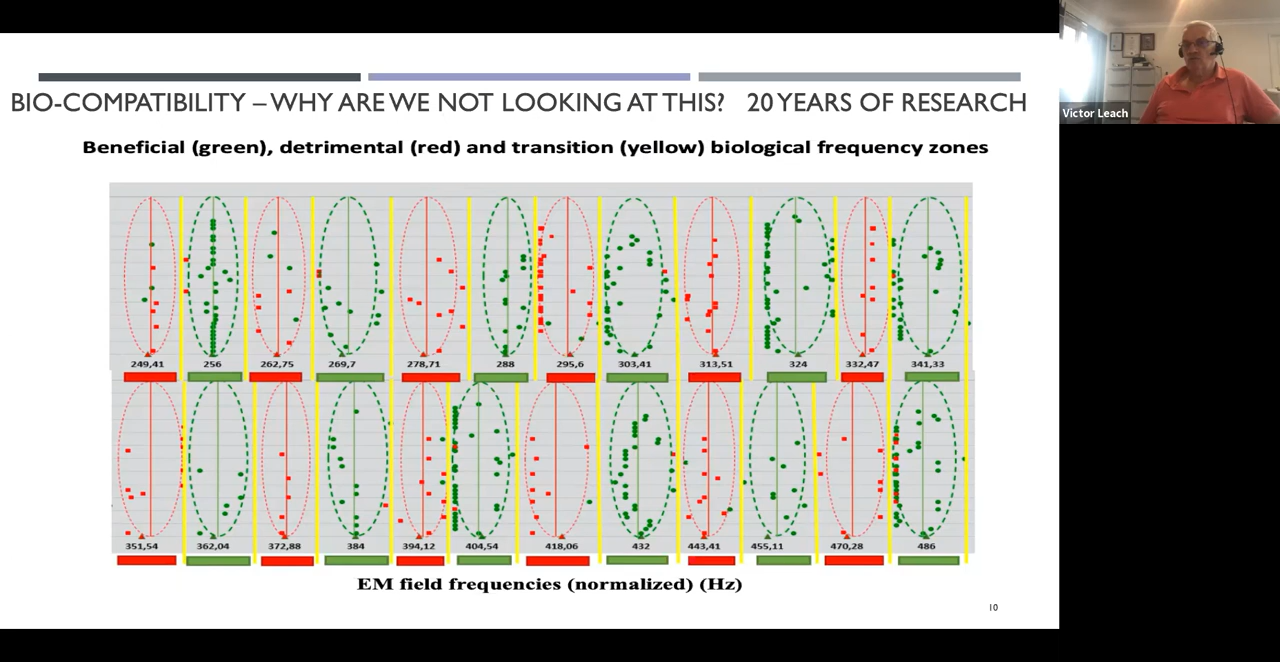 BIO-COMPATIBILITY – WHY ARE WE NOT LOOKING AT THIS? 20 YEARS OF RESEARCH
Victor Leach
Beneficial (green), detrimental (red) and transition (yellow) biological frequency zones
249,41 256 262,75 269,7 278,71 288 295,6 303,41 313,51 324 332,47 341,33
351,54 362,04 372,88 384 394,12 404,54 418,06 432 443,41 455,11 470,28 486
EM field frequencies (normalized) (Hz)
10